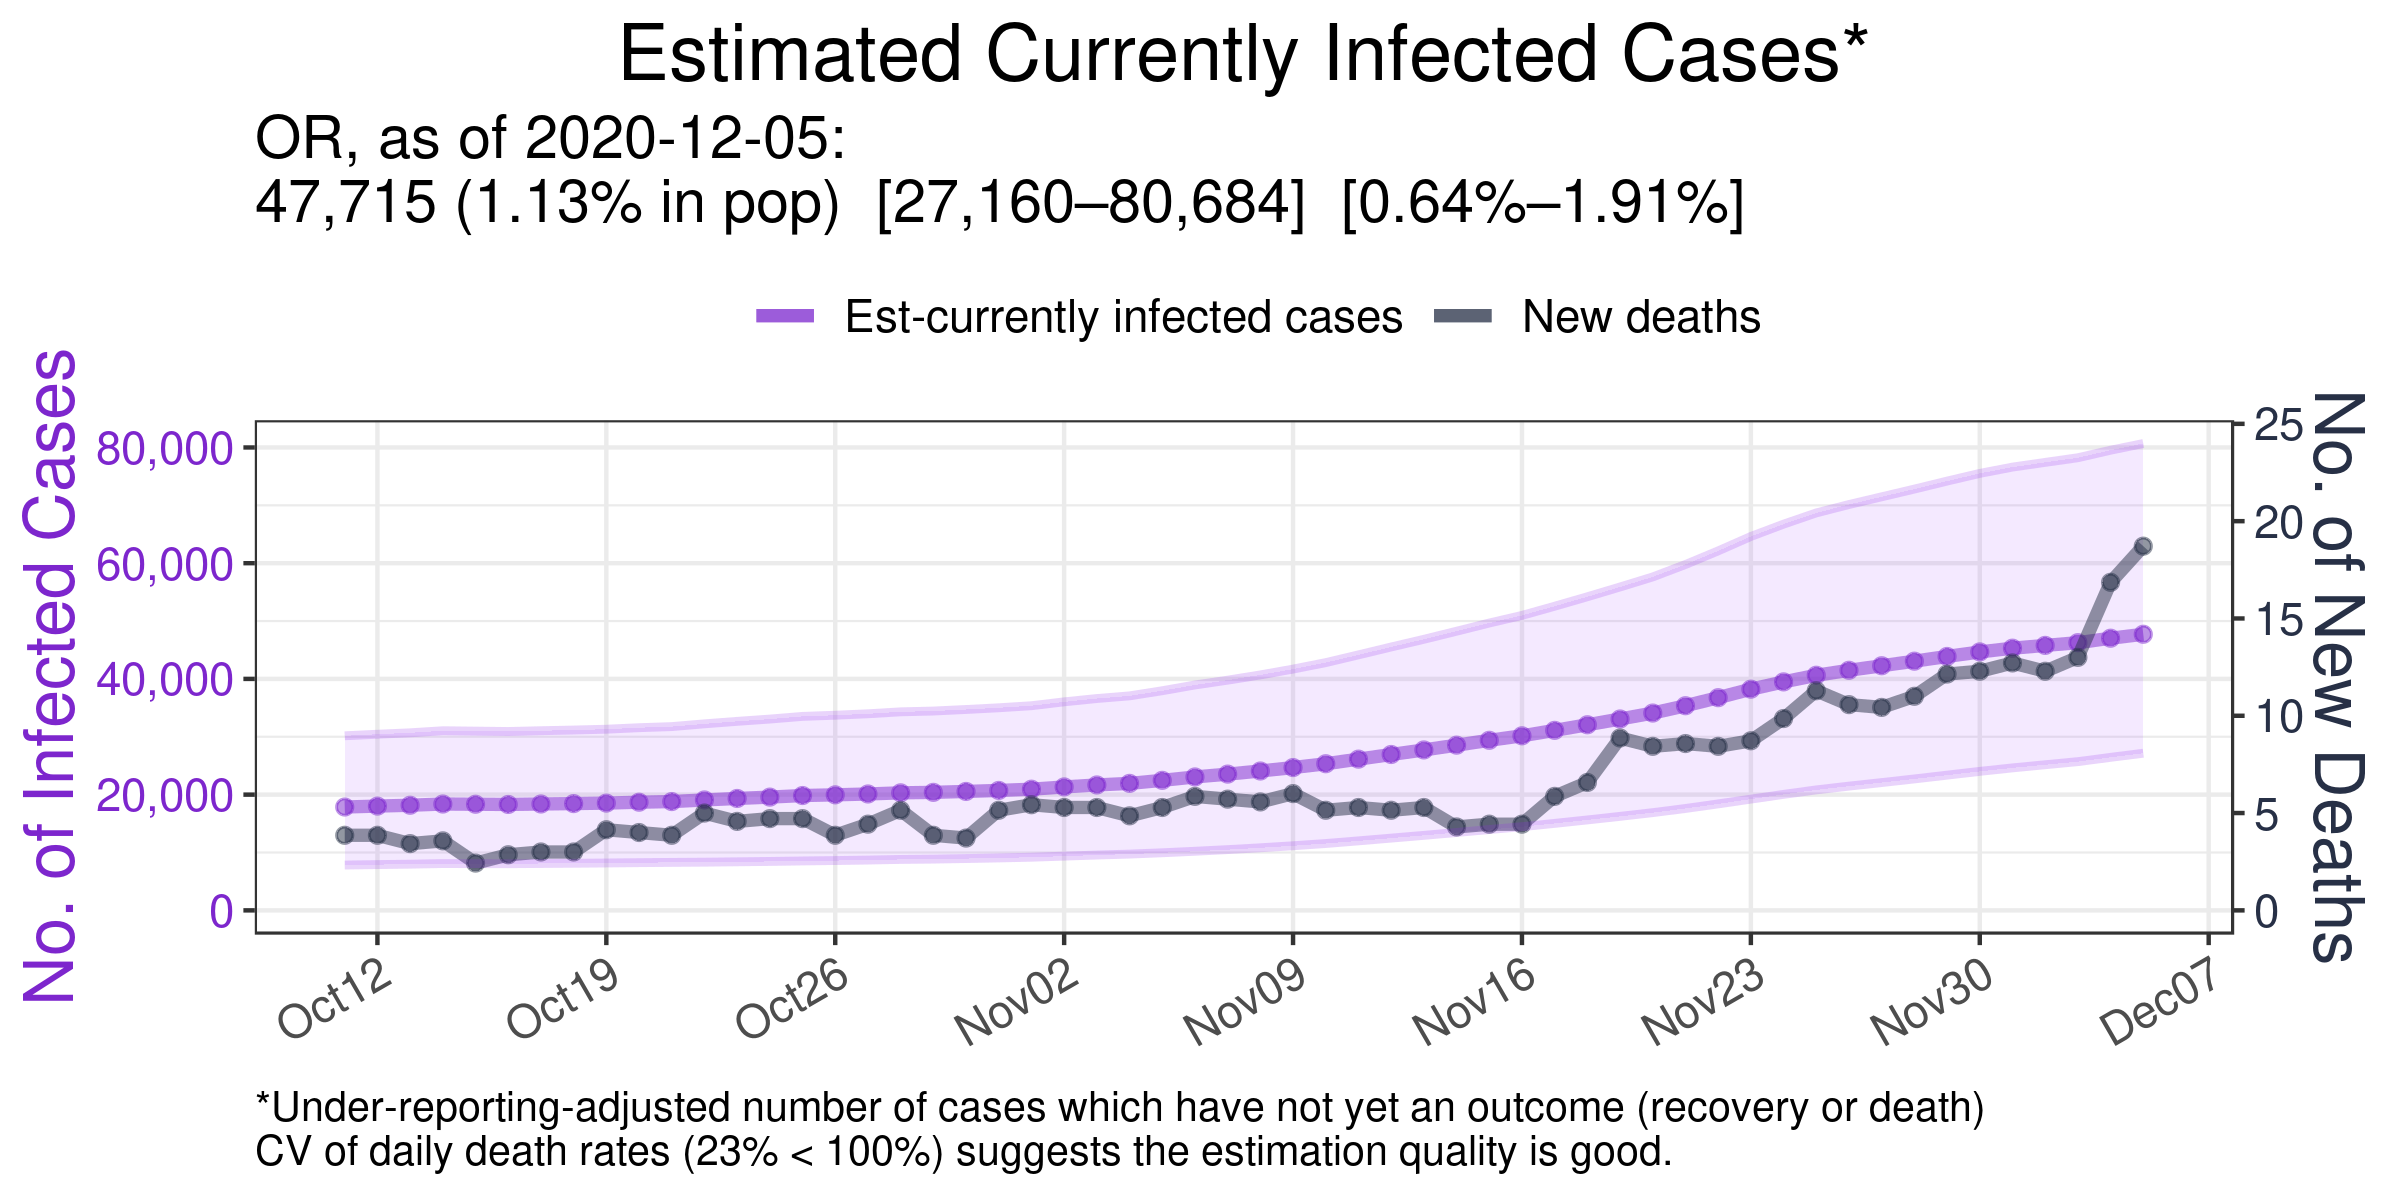 Estimated Currently Infected Cases*
OR, as of 2020-12-05:
47,715 (1.13% in pop)  [27,160–80,684]  [0.64%–1.91%]
Est-currently infected cases
New deaths
No. of Infected Cases
80,000
60,000
40,000
20,000
0
25
20
15
10
5
0
No. of New Deaths
Oct12
Oct19
Oct26
Nov02
Nov09
Nov16
Nov23
Nov30
Dec07
*Under-reporting-adjusted number of cases which have not yet an outcome (recovery or death)
CV of daily death rates (23% < 100%) suggests the estimation quality is good.